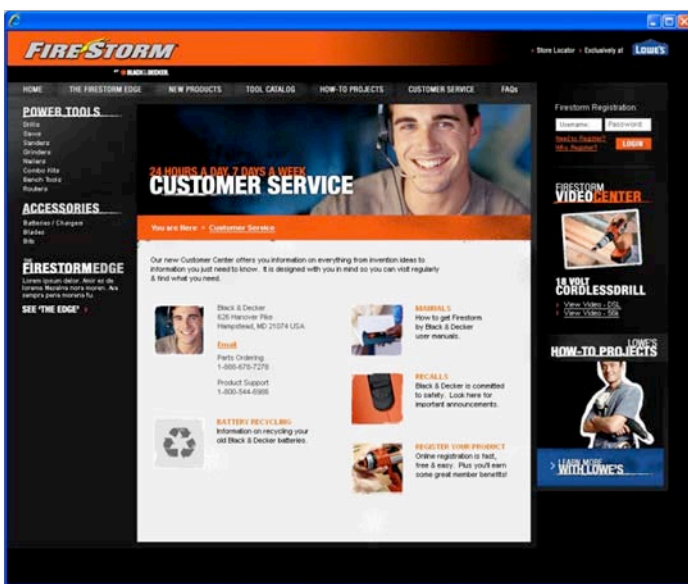 FIRESTORM
BY BLACK & DECKER.
Store Locator
Exclusively at
LOWE'S
HOME
THE FIRESTORM EDGE
NEW PRODUCTS
TOOL CATALOG
HOW-TO PROJECTS
CUSTOMER SERVICE
FAQs
POWER TOOLS
Drills
Saws
Sanders
Grinders
Nailers
Combo Kits
Bench Tools
Routers
ACCESSORIES
Batteries / Chargers
Blades
Bits
THE
FIRESTORMEDGE
Lorem ipsum dolor.
SEE 'THE EDGE'
24 HOURS A DAY, 7 DAYS A WEEK
CUSTOMER SERVICE
You are Here
Customer Service
Our new Customer Center offers you information on everything from invention ideas to
information you just need to know. It is designed with you in mind so you can visit regularly
& find what you need.
Black & Decker
626 Hanover Pike
Hampstead, MD 21074 USA
Email
Parts Ordering
Product Support
BATTERY RECYCLING
Information on recycling your
old Black & Decker batteries.
MANUALS
How to get Firestorm
by Black & Decker
user manuals.
RECALLS
Black & Decker is committed
to safety. Look here for
important announcements.
REGISTER YOUR PRODUCT
Online registration is fast,
free & easy. Plus you'll earn
some great member benefits!
Firestorm Registration:
Username:
Password:
Need to Register?
Why Register?
LOGIN
FIRESTORM
VIDEOCENTER
18 VOLT
CORDLESSDRILL
View Video - DSL
View Video - 56k
LOWE'S
HOW-TO PROJECTS
LEARN MORE
WITH LOWE'S